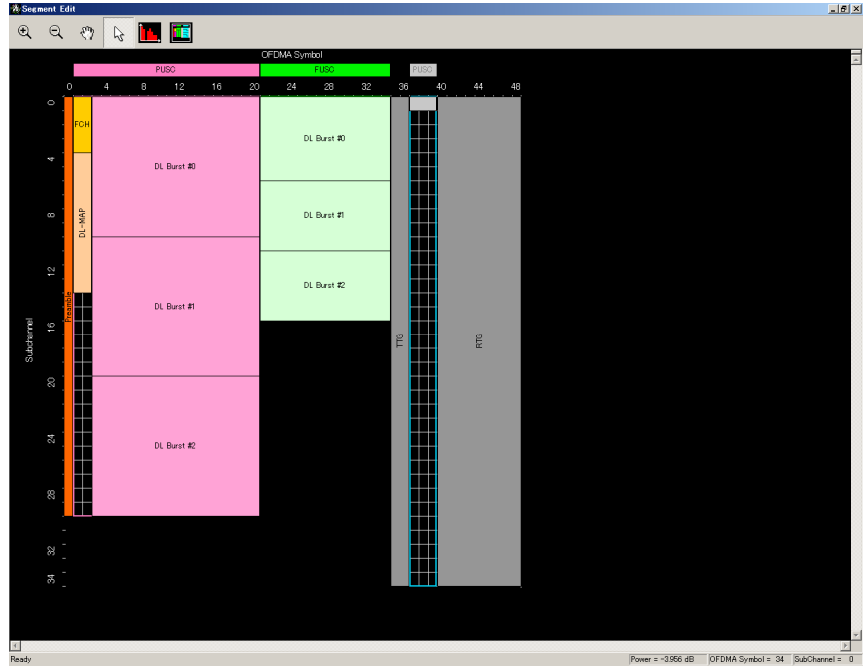 Segment Edit
OFDMA Symbol
PUSC FUSC PUSC
0 4 8 12 16 20 24 28 32 36 40 44 48
0
FCH
DL Burst #0
DL Burst #0
4
8
DL-MAP
DL Burst #1
12
DL Burst #2
Preamble
DL Burst #1
Subchannel
16
TTG
RTG
20
24
DL Burst #2
28
32
34
Ready
Power = -3.956 dB OFDMA Symbol = 34 SubChannel = 0